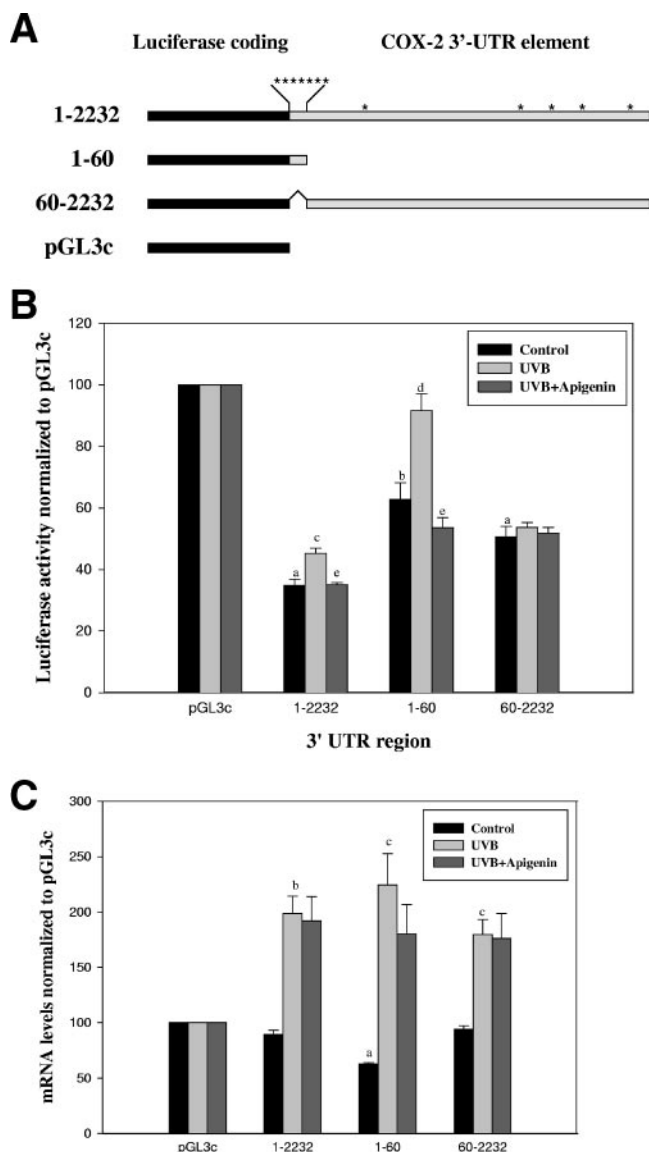 A
Luciferase coding COX-2 3'-UTR element
*******
1-2232 * * * * *
1-60
60-2232
pGL3c
B
Luciferase activity normalized to pGL3c
120
100
80
60
40
20
0
Control
UVB
UVB+Apigenin
a
c
e
b
d
e
a
pGL3c 1-2232 1-60 60-2232
3' UTR region
C
mRNA levels normalized to pGL3c
300
250
200
150
100
50
0
Control
UVB
UVB+Apigenin
b
a
c
c
pGL3c 1-2232 1-60 60-2232